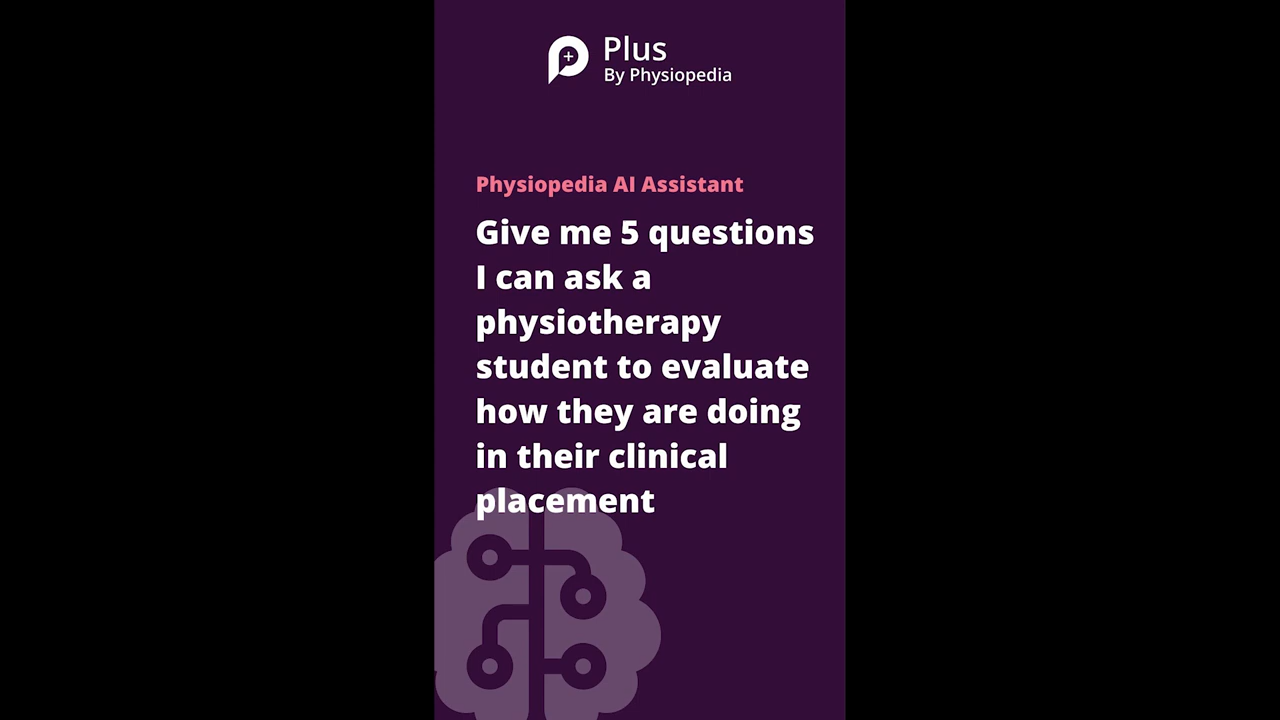 Plus
By Physiopedia
Physiopedia AI Assistant
Give me 5 questions
I can ask a
physiotherapy
student to evaluate
how they are doing
in their clinical
placement